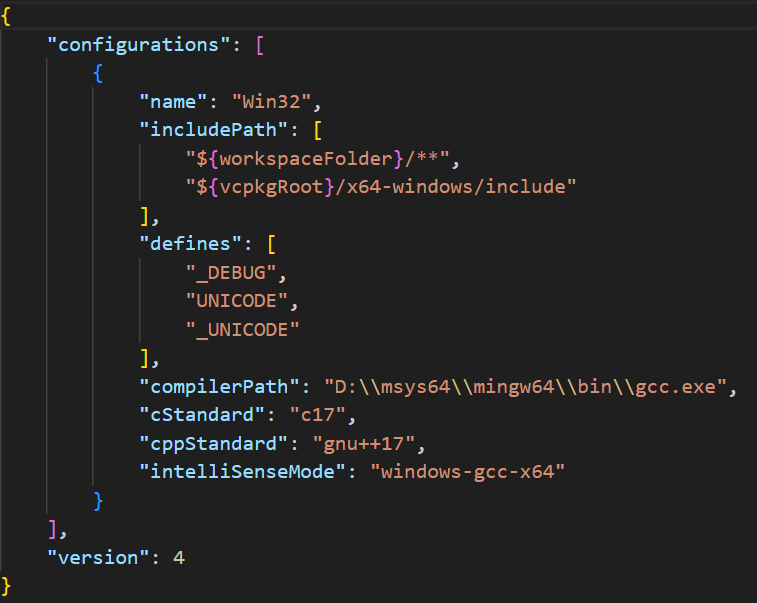 {
    "configurations": [
        {
            "name": "Win32",
            "includePath": [
                "${workspaceFolder}/**",
                "${vcpkgRoot}/x64-windows/include"
            ],
            "defines": [
                "_DEBUG",
                "UNICODE",
                "_UNICODE"
            ],
            "compilerPath": "D:\\msys64\\mingw64\\bin\\gcc.exe",
            "cStandard": "c17",
            "cppStandard": "gnu++17",
            "intelliSenseMode": "windows-gcc-x64"
        }
    ],
    "version": 4
}